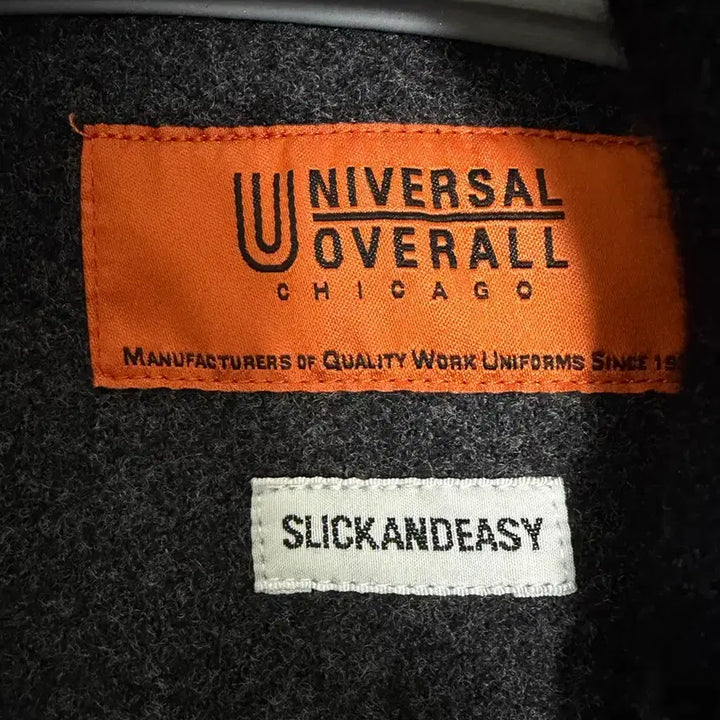 UNIVERSAL
OVERALL
CHICAGO
MANUFACTURERS OF QUALITY WORK UNIFORMS SINCE
SLICKANDEASY